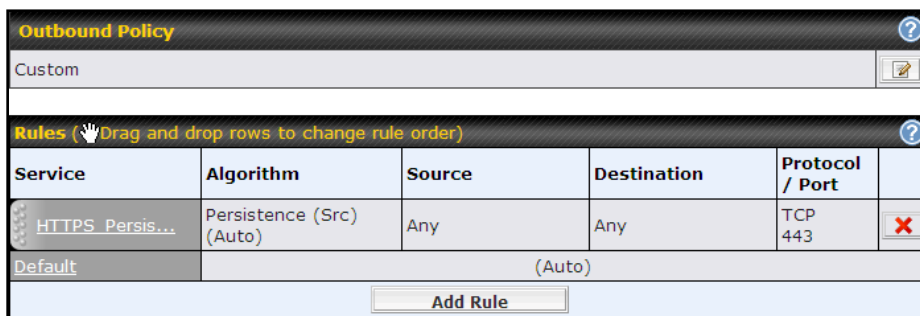 Outbound Policy
?
Custom
Rules (Drag and drop rows to change rule order)
?
Service Algorithm Source Destination Protocol / Port
HTTPS_Persis... Persistence (Src) (Auto) Any Any TCP 443
Default (Auto)
Add Rule